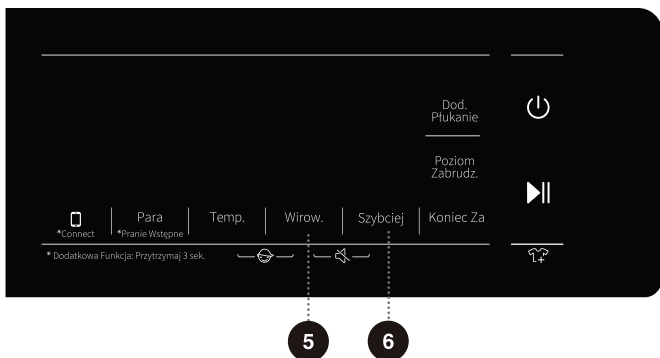 Dod.
Płukanie
Poziom
Zabrudz.
Para
Temp.
Wirow.
Szybciej
Koniec Za
*Connect
*Pranie Wstępne
* Dodatkowa Funkcja: Przytrzymaj 3 sek.
5
6